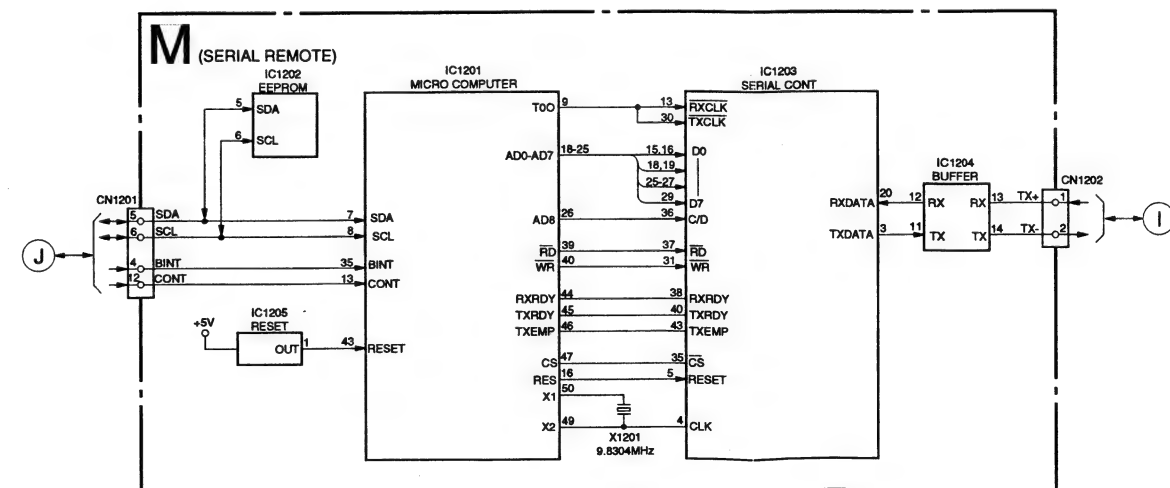 M (SERIAL REMOTE)
IC1202
EEPROM
5 SDA
6 SCL
IC1201
MICRO COMPUTER
IC1203
SERIAL CONT
T0O 9 13 RXCLK
30 TXCLK
AD0-AD7 18-25 15,16 D0
18,19
25-27
29 D7
AD8 26 36 C/D
IC1204
BUFFER
CN1202
RXDATA 20 12 RX RX 13 TX+ 1
TXDATA 3 11 TX TX 14 TX- 2
I
CN1201
5 SDA 7 SDA
6 SCL 8 SCL
J
4 BINT 35 BINT
12 CONT 13 CONT
RD 39 37 RD
WR 40 31 WR
RXRDY 44 38 RXRDY
TXRDY 45 40 TXRDY
TXEMP 46 43 TXEMP
+5V
IC1205
RESET
OUT 1 43 RESET
CS 47 35 CS
RES 16 5 RESET
X1 50
X2 49 4 CLK
X1201
9.8304MHz